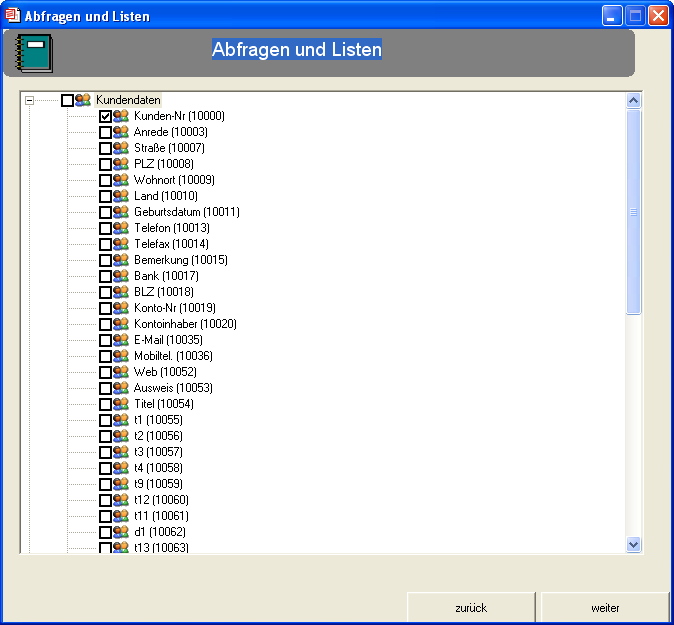 Abfragen und Listen
Abfragen und Listen
Kundendaten
Kunden-Nr (10000)
Anrede (10003)
Straße (10007)
PLZ (10008)
Wohnort (10009)
Land (10010)
Geburtsdatum (10011)
Telefon (10013)
Telefax (10014)
Bemerkung (10015)
Bank (10017)
BLZ (10018)
Konto-Nr (10019)
Kontoinhaber (10020)
E-Mail (10035)
Mobiltel. (10036)
Web (10052)
Ausweis (10053)
Titel (10054)
t1 (10055)
t2 (10056)
t3 (10057)
t4 (10058)
t9 (10059)
t12 (10060)
t11 (10061)
d1 (10062)
t13 (10063)
zurück weiter